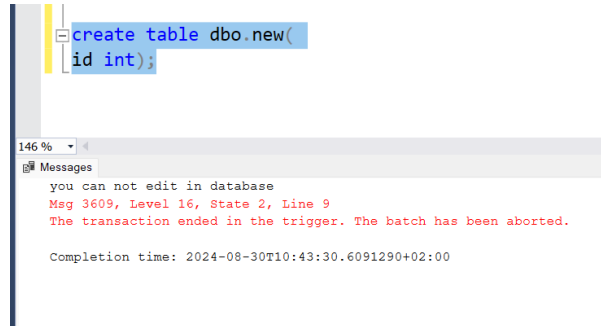 create table dbo.new(
id int);
146 %
Messages
you can not edit in database
Msg 3609, Level 16, State 2, Line 9
The transaction ended in the trigger. The batch has been aborted.
Completion time: 2024-08-30T10:43:30.6091290+02:00